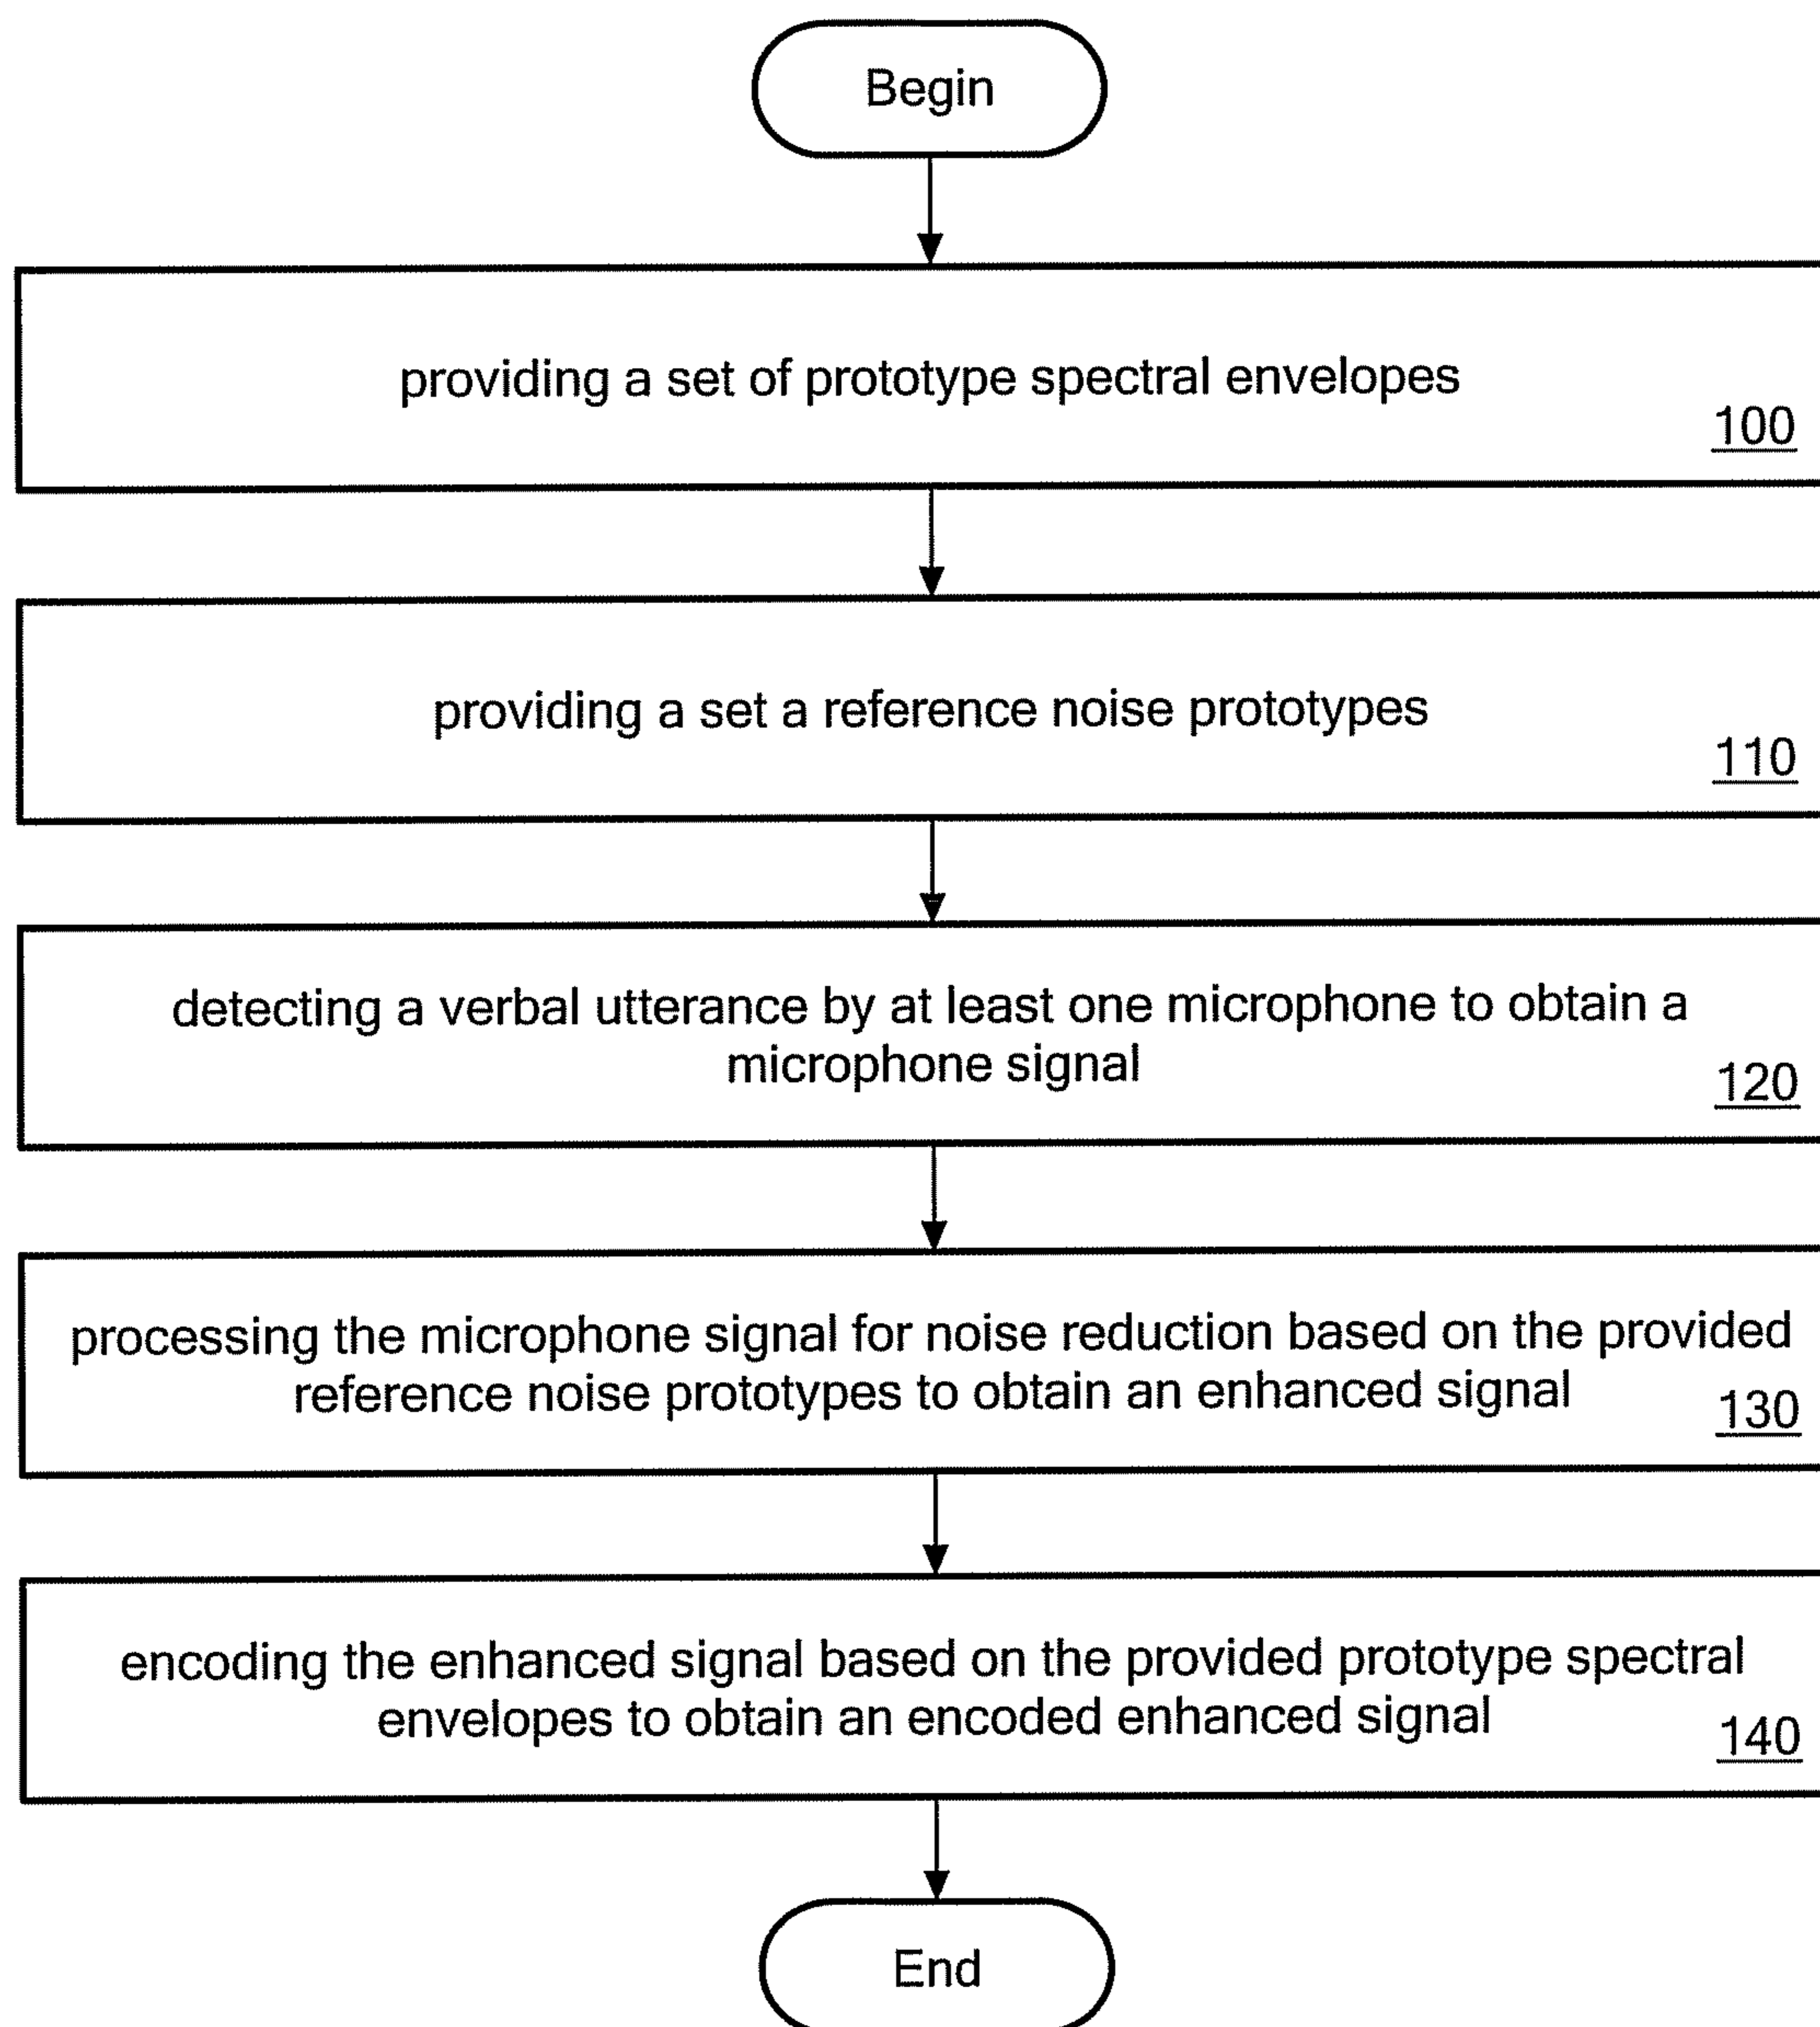 Begin
providing a set of prototype spectral envelopes
100
providing a set a reference noise prototypes
110
detecting a verbal utterance by at least one microphone to obtain a
microphone signal
120
processing the microphone signal for noise reduction based on the provided
reference noise prototypes to obtain an enhanced signal
130
encoding the enhanced signal based on the provided prototype spectral
envelopes to obtain an encoded enhanced signal
140
End